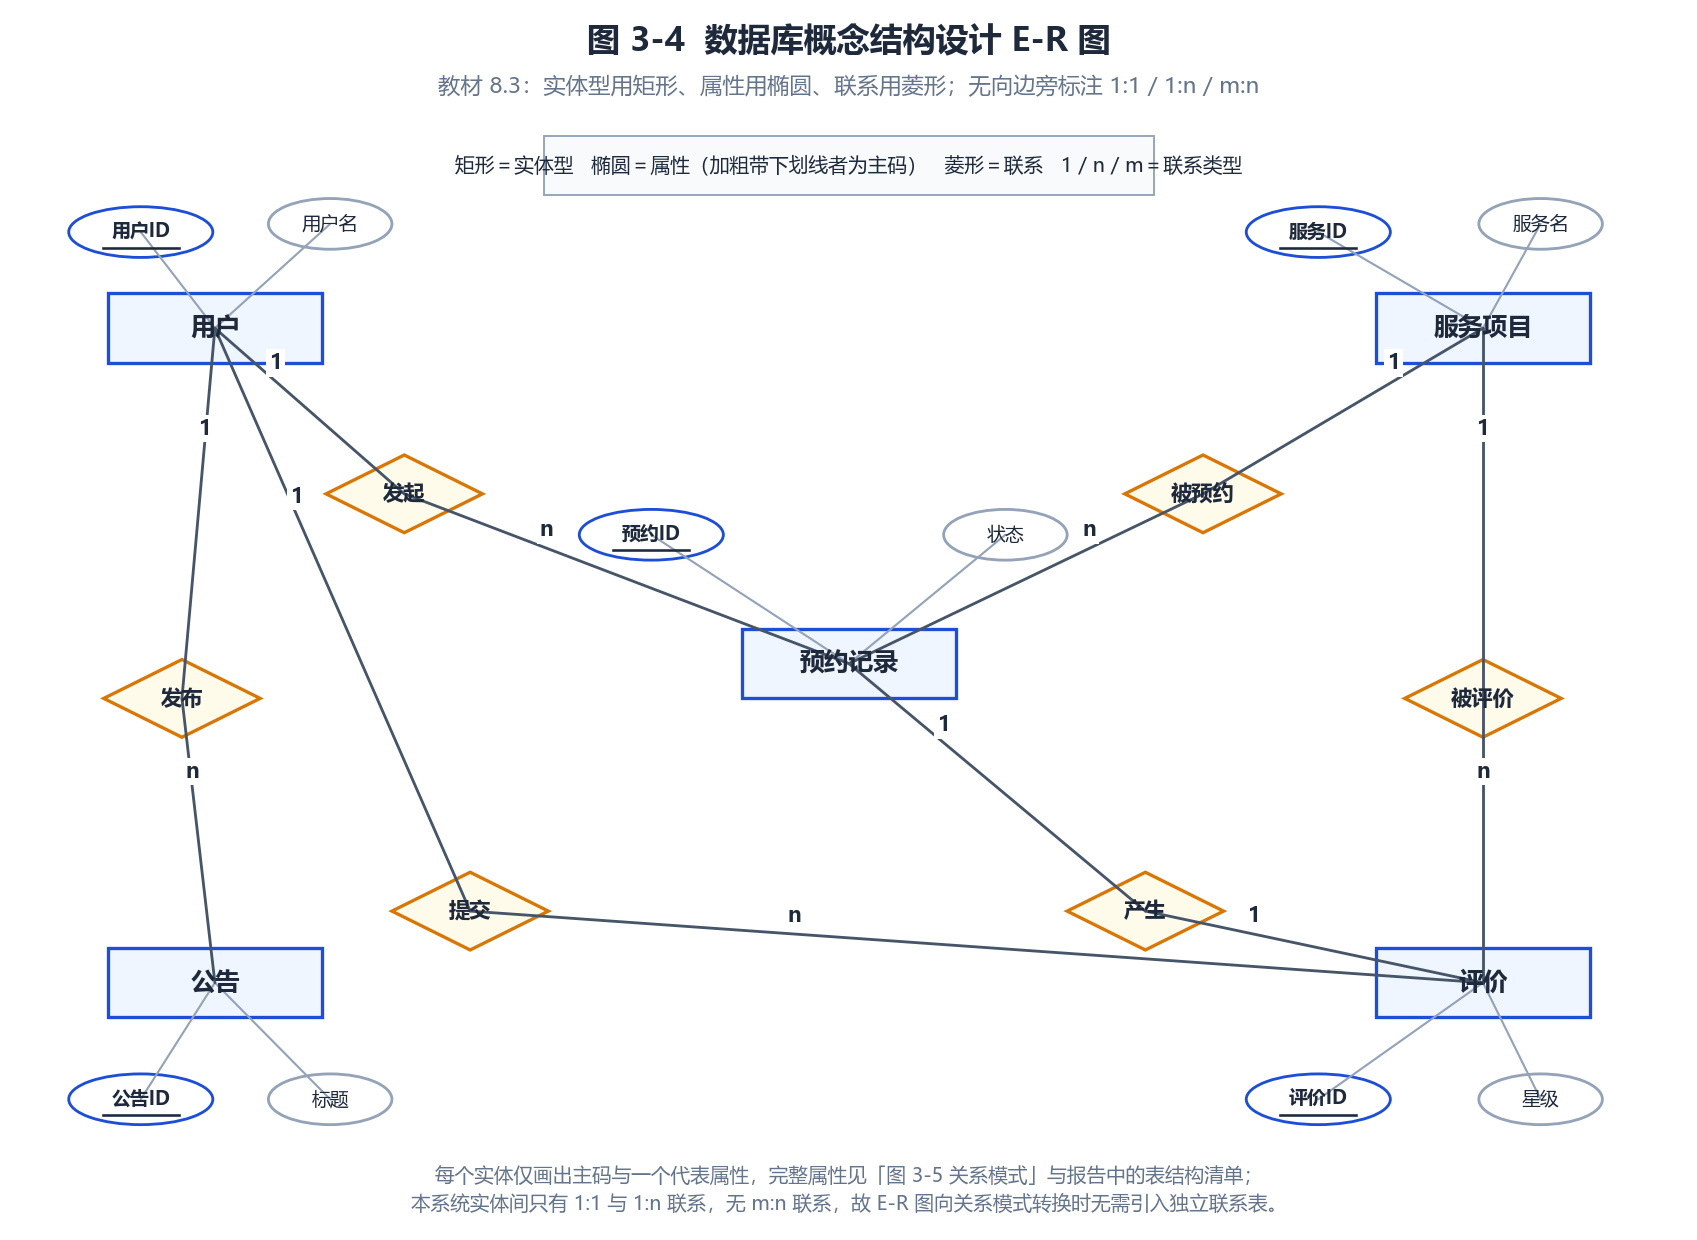 图 3-4 数据库概念结构设计 E-R 图
教材 8.3：实体型用矩形、属性用椭圆、联系用菱形；无向边旁标注 1:1 / 1:n / m:n
矩形＝实体型 椭圆＝属性（加粗带下划线者为主码） 菱形＝联系 1 / n / m＝联系类型
用户ID
用户名
服务ID
服务名
用户
服务项目
1
1
1
1
发起
被预约
1
n
预约ID
状态
n
预约记录
发布
被评价
1
n
n
提交
n
产生
1
公告
评价
公告ID
标题
评价ID
星级
每个实体仅画出主码与一个代表属性，完整属性见「图 3-5 关系模式」与报告中的表结构清单；
本系统实体间只有 1:1 与 1:n 联系，无 m:n 联系，故 E-R 图向关系模式转换时无需引入独立联系表。